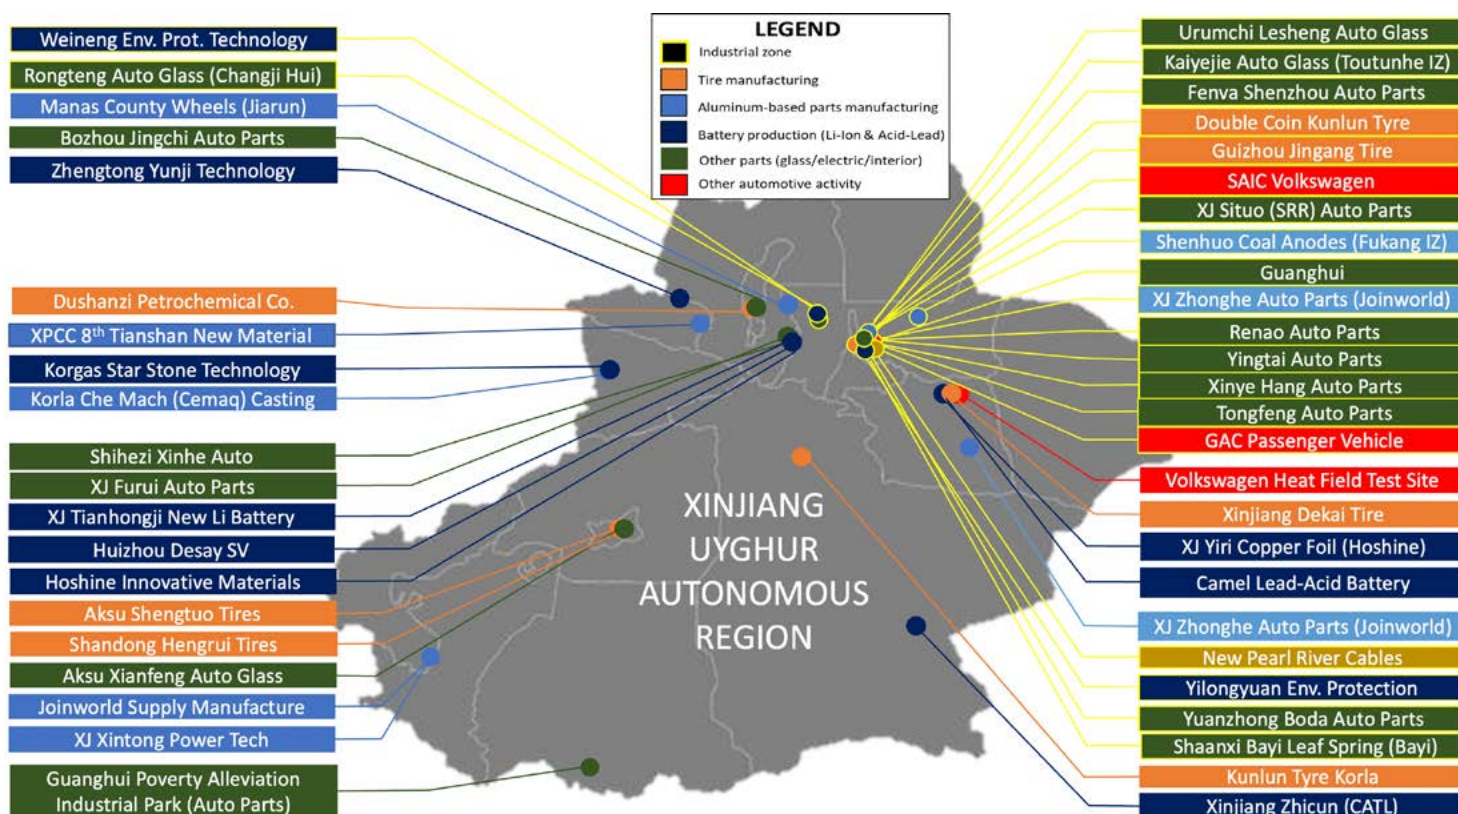 Weineng Env. Prot. Technology
Rongteng Auto Glass (Changji Hui)
Manas County Wheels (Jiarun)
Bozhou Jingchi Auto Parts
Zhengtong Yunji Technology
Dushanzi Petrochemical Co.
XPCC 8th Tianshan New Material
Korgas Star Stone Technology
Korla Che Mach (Cemaq) Casting
Shihezi Xinhe Auto
XJ Furui Auto Parts
XJ Tianhongji New Li Battery
Huizhou Desay SV
Hoshine Innovative Materials
Aksu Shengtuo Tires
Shandong Hengrui Tires
Aksu Xianfeng Auto Glass
Joinworld Supply Manufacture
XJ Xintong Power Tech
Guanghui Poverty Alleviation
Industrial Park (Auto Parts)
LEGEND
Industrial zone
Tire manufacturing
Aluminum-based parts manufacturing
Battery production (Li-Ion & Acid-Lead)
Other parts (glass/electric/interior)
Other automotive activity
XINJIANG
UYGHUR
AUTONOMOUS
REGION
Urumchi Lesheng Auto Glass
Kaiyejie Auto Glass (Toutunhe IZ)
Fenva Shenzhou Auto Parts
Double Coin Kunlun Tyre
Guizhou Jingang Tire
SAIC Volkswagen
XJ Situo (SRR) Auto Parts
Shenhuo Coal Anodes (Fukang IZ)
Guanghui
XJ Zhonghe Auto Parts (Joinworld)
Renao Auto Parts
Yingtai Auto Parts
Xinye Hang Auto Parts
Tongfeng Auto Parts
GAC Passenger Vehicle
Volkswagen Heat Field Test Site
Xinjiang Dekai Tire
XJ Yiri Copper Foil (Hoshine)
Camel Lead-Acid Battery
XJ Zhonghe Auto Parts (Joinworld)
New Pearl River Cables
Yilongyuan Env. Protection
Yuanzhong Boda Auto Parts
Shaanxi Bayi Leaf Spring (Bayi)
Kunlun Tyre Korla
Xinjiang Zhicun (CATL)